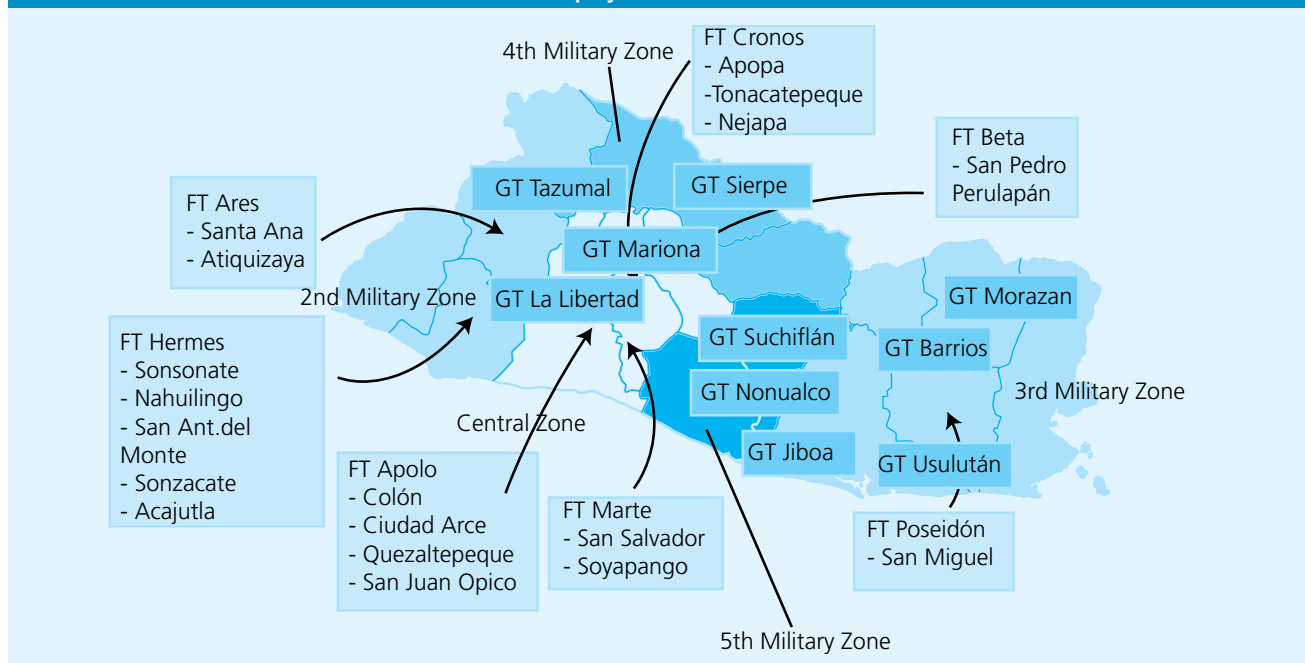 4th Military Zone
FT Cronos
- Apopa
-Tonacatepeque
- Nejapa
FT Beta
- San Pedro
Perulapán
GT Tazumal
GT Sierpe
FT Ares
- Santa Ana
- Atiquizaya
GT Mariona
2nd Military Zone
GT La Libertad
GT Morazan
FT Hermes
- Sonsonate
- Nahuilingo
- San Ant.del
Monte
- Sonzacate
- Acajutla
GT Suchiflán
GT Barrios
GT Nonualco
3rd Military Zone
Central Zone
GT Jiboa
GT Usulután
FT Apolo
- Colón
- Ciudad Arce
- Quezaltepeque
- San Juan Opico
FT Marte
- San Salvador
- Soyapango
FT Poseidón
- San Miguel
5th Military Zone